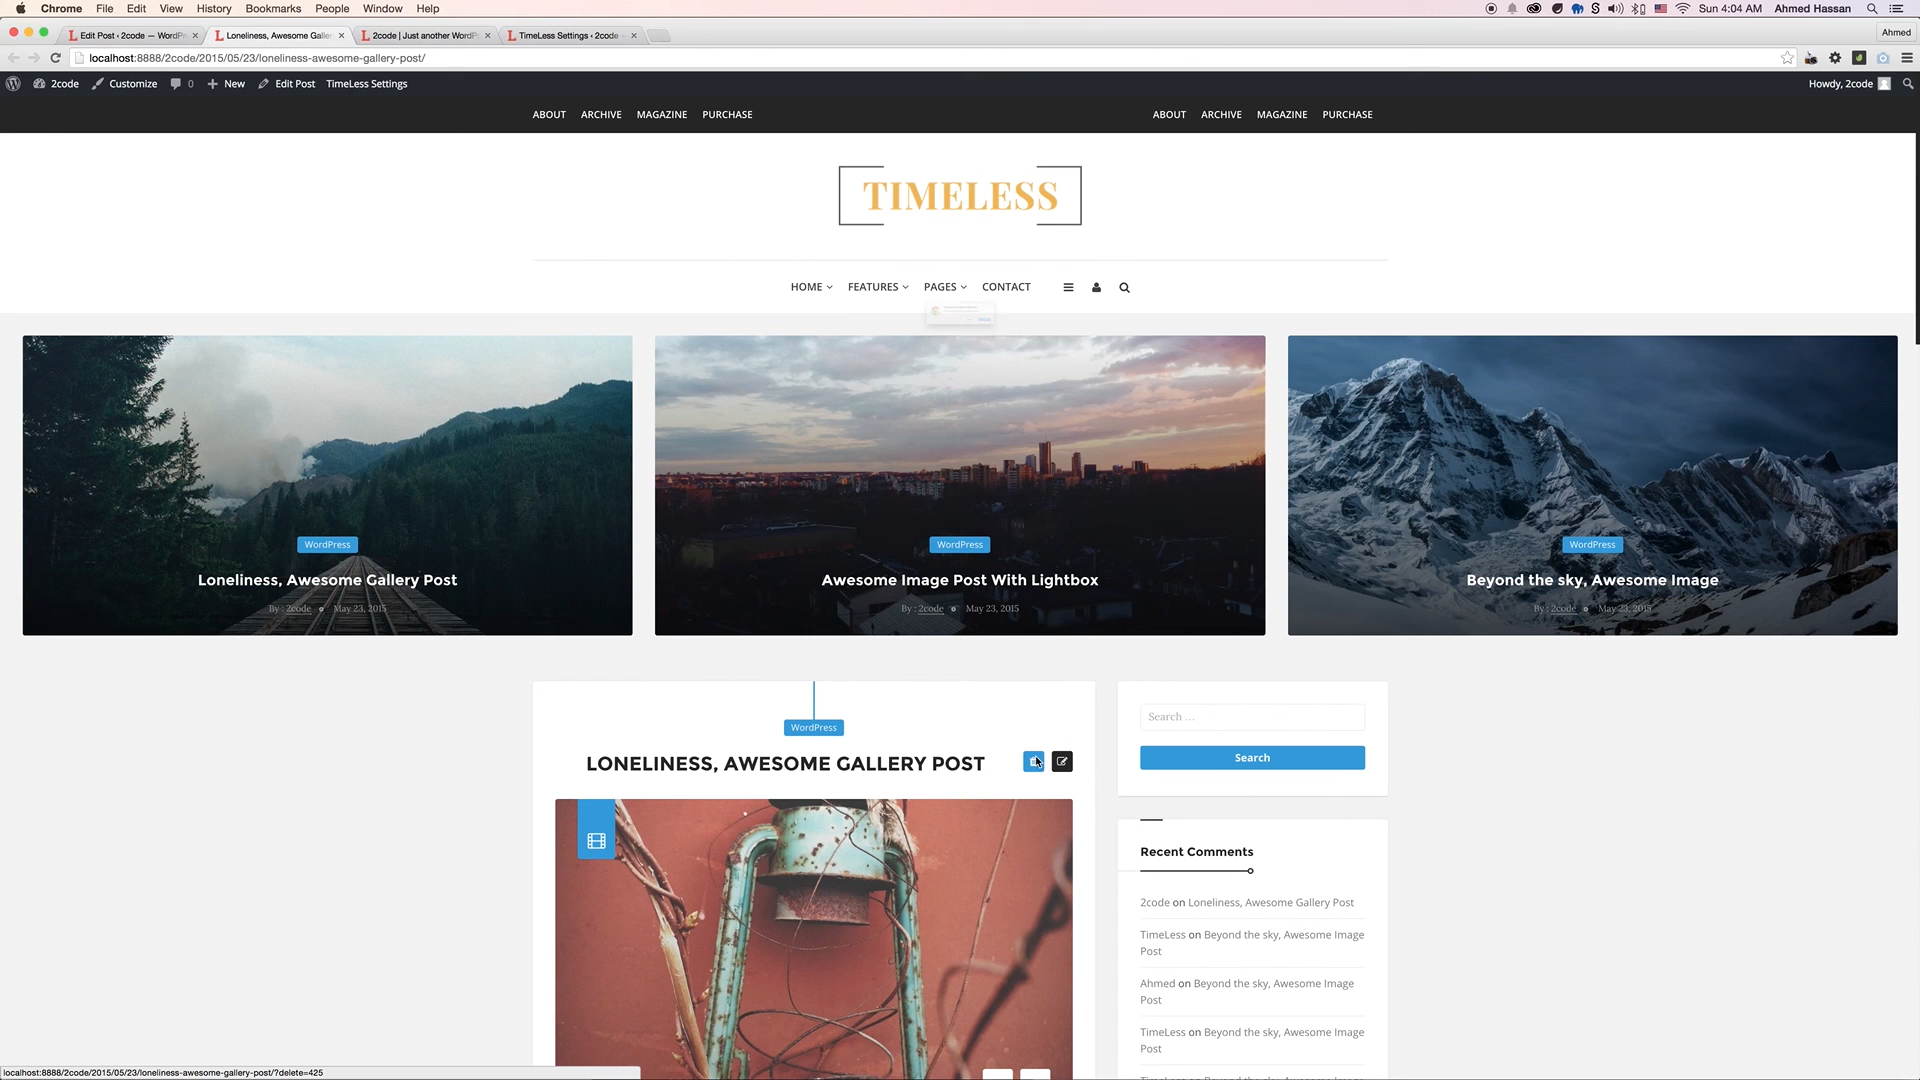 Chrome File Edit View History Bookmarks People Window Help
Sun 4:04 AM Ahmed Hassan
Edit Post ‹ 2code — WordPr
Loneliness, Awesome Galle
2code | Just another WordP
TimeLess Settings ‹ 2code
Ahmed
localhost:8888/2code/2015/05/23/loneliness-awesome-gallery-post/
2code Customize 0 New Edit Post TimeLess Settings
Howdy, 2code
ABOUT ARCHIVE MAGAZINE PURCHASE
ABOUT ARCHIVE MAGAZINE PURCHASE
TIMELESS
HOME FEATURES PAGES CONTACT
WordPress
Loneliness, Awesome Gallery Post
By : 2code May 23, 2015
WordPress
Awesome Image Post With Lightbox
By : 2code May 23, 2015
WordPress
Beyond the sky, Awesome Image
By : 2code May 23, 2015
WordPress
LONELINESS, AWESOME GALLERY POST
Search ...
Search
Recent Comments
2code on Loneliness, Awesome Gallery Post
TimeLess on Beyond the sky, Awesome Image
Post
Ahmed on Beyond the sky, Awesome Image
Post
TimeLess on Beyond the sky, Awesome Image
Post
localhost:8888/2code/2015/05/23/loneliness-awesome-gallery-post/?delete=425